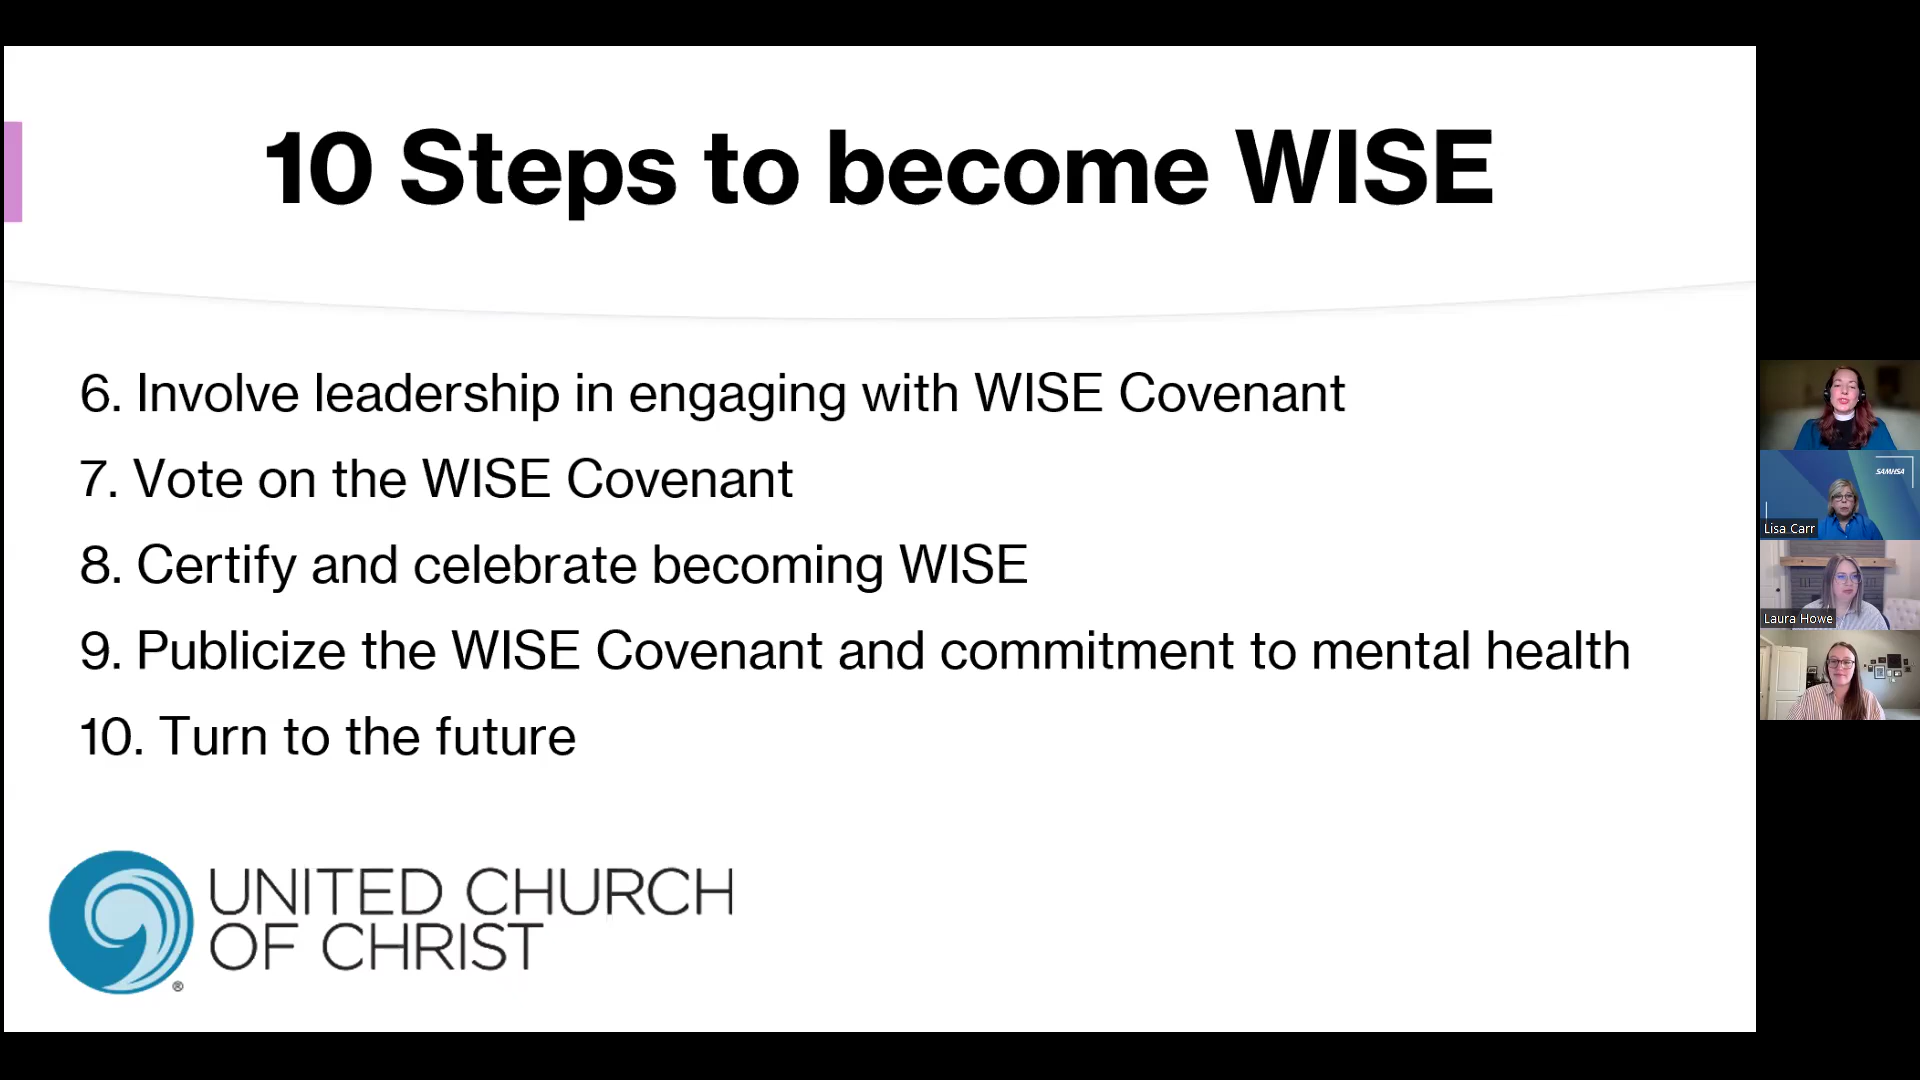 10 Steps to become WISE
6. Involve leadership in engaging with WISE Covenant
7. Vote on the WISE Covenant
8. Certify and celebrate becoming WISE
9. Publicize the WISE Covenant and commitment to mental health
10. Turn to the future
UNITED CHURCH
OF CHRIST
®
SAMHSA
Lisa Carr
Laura Howe